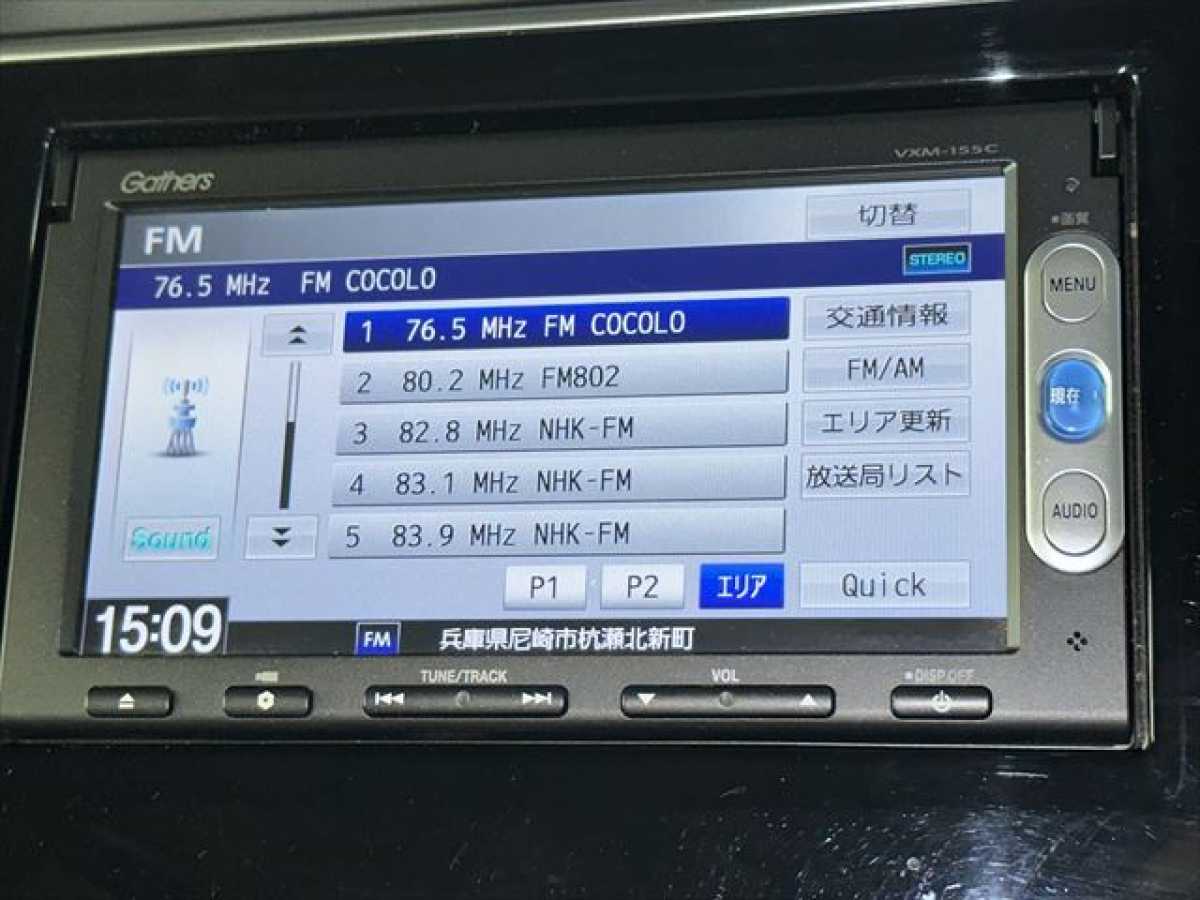 Gathers
VXM-155C
FM
切替
76.5 MHz FM COCOLO
STEREO
1 76.5 MHz FM COCOLO
2 80.2 MHz FM802
3 82.8 MHz NHK-FM
4 83.1 MHz NHK-FM
5 83.9 MHz NHK-FM
交通情報
FM/AM
エリア更新
放送局リスト
Sound
P1
P2
エリア
Quick
15:09
FM
兵庫県尼崎市杭瀬北新町
画質
MENU
現在
AUDIO
TUNE/TRACK
VOL
DISP OFF